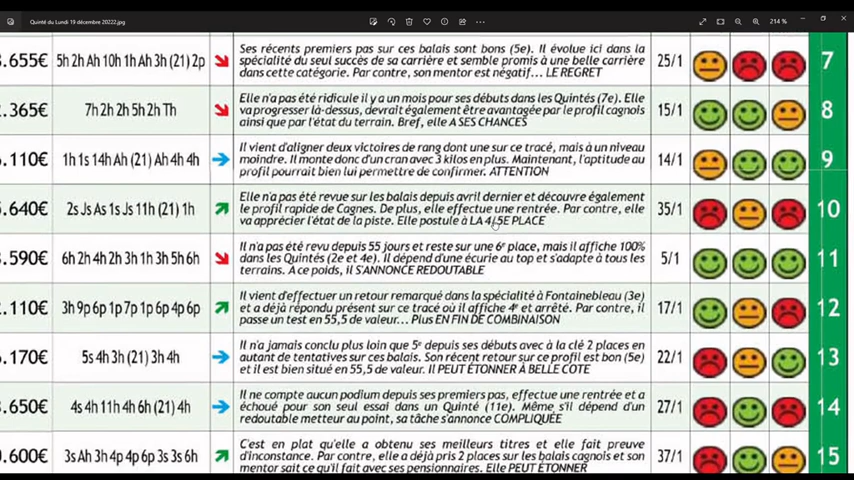 Quinté du Lundi 19 décembre 20222.jpg
214 %
.655€ 5h 2h Ah 10h 1h Ah 3h (21) 2p
Ses récents premiers pas sur ces balais sont bons (5e). Il évolue ici dans la
spécialité du seul succès de sa carrière et semble promis à une belle carrière
dans cette catégorie. Par contre, son mentor est négatif... LE REGRET
25/1
7
.365€ 7h 2h 2h 5h 2h Th
Elle n'a pas été ridicule il y a un mois pour ses débuts dans les Quintés (7e). Elle
va progresser là-dessus, devrait également être avantagée par le profil cagnois
ainsi que par l'état du terrain. Bref, elle A SES CHANCES
15/1
8
.110€ 1h 1s 14h Ah (21) Ah 4h 4h
Il vient d'aligner deux victoires de rang dont une sur ce tracé, mais à un niveau
moindre. Il monte donc d'un cran avec 3 kilos en plus. Maintenant, l'aptitude au
profil pourrait bien lui permettre de confirmer. ATTENTION
14/1
9
.640€ 2s Js As 1s Js 11h (21) 1h
Elle n'a pas été revue sur les balais depuis avril dernier et découvre également
le profil rapide de Cagnes. De plus, elle effectue une rentrée. Par contre, elle
va apprécier l'état de la piste. Elle postule à LA 4/5E PLACE
35/1
10
.590€ 6h 2h 4h 2h 3h 1h 3h 5h 6h
Il n'a pas été revu depuis 55 jours et reste sur une 6e place, mais il affiche 100%
dans les Quintés (2e et 4e). Il dépend d'une écurie au top et s'adapte à tous les
terrains. A ce poids, il S'ANNONCE REDOUTABLE
5/1
11
.110€ 3h 9p 6p 1p 7p 1p 6p 4p 6p
Il vient d'effectuer un retour remarqué dans la spécialité à Fontainebleau (3e)
et a déjà répondu présent sur ce tracé où il affiche 4e et arrêté. Par contre, il
passe un test en 55,5 de valeur... Plus EN FIN DE COMBINAISON
17/1
12
.170€ 5s 4h 3h (21) 3h 4h
Il n'a jamais conclu plus loin que 5e depuis ses débuts avec à la clé 2 places en
autant de tentatives sur ces balais. Son récent retour sur ce profil est bon (5e)
et il est bien situé en 55,5 de valeur. Il PEUT ÉTONNER À BELLE COTE
22/1
13
.650€ 4s 4h 11h 4h 6h (21) 4h
Il ne compte aucun podium depuis ses premiers pas, effectue une rentrée et a
échoué pour son seul essai dans un Quinté (11e). Même s'il dépend d'un
redoutable metteur au point, sa tâche s'annonce COMPLIQUÉE
27/1
14
.600€ 3s Ah 3h 4p 4p 6p 3s 3s 6h
C'est en plat qu'elle a obtenu ses meilleurs titres et elle fait preuve
d'inconstance. Par contre, elle a déjà pris 2 places sur les balais cagnois et son
mentor sait ce qu'il fait avec ses pensionnaires. Elle PEUT ÉTONNER
37/1
15